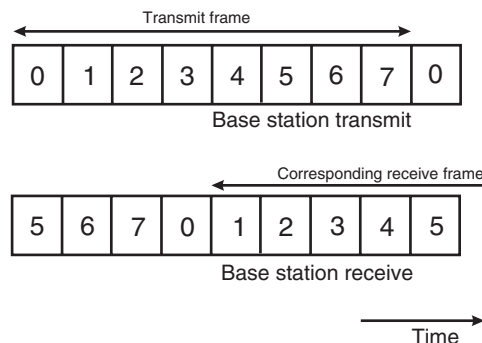 Transmit frame
0 1 2 3 4 5 6 7 0
Base station transmit
Corresponding receive frame
5 6 7 0 1 2 3 4 5
Base station receive
Time